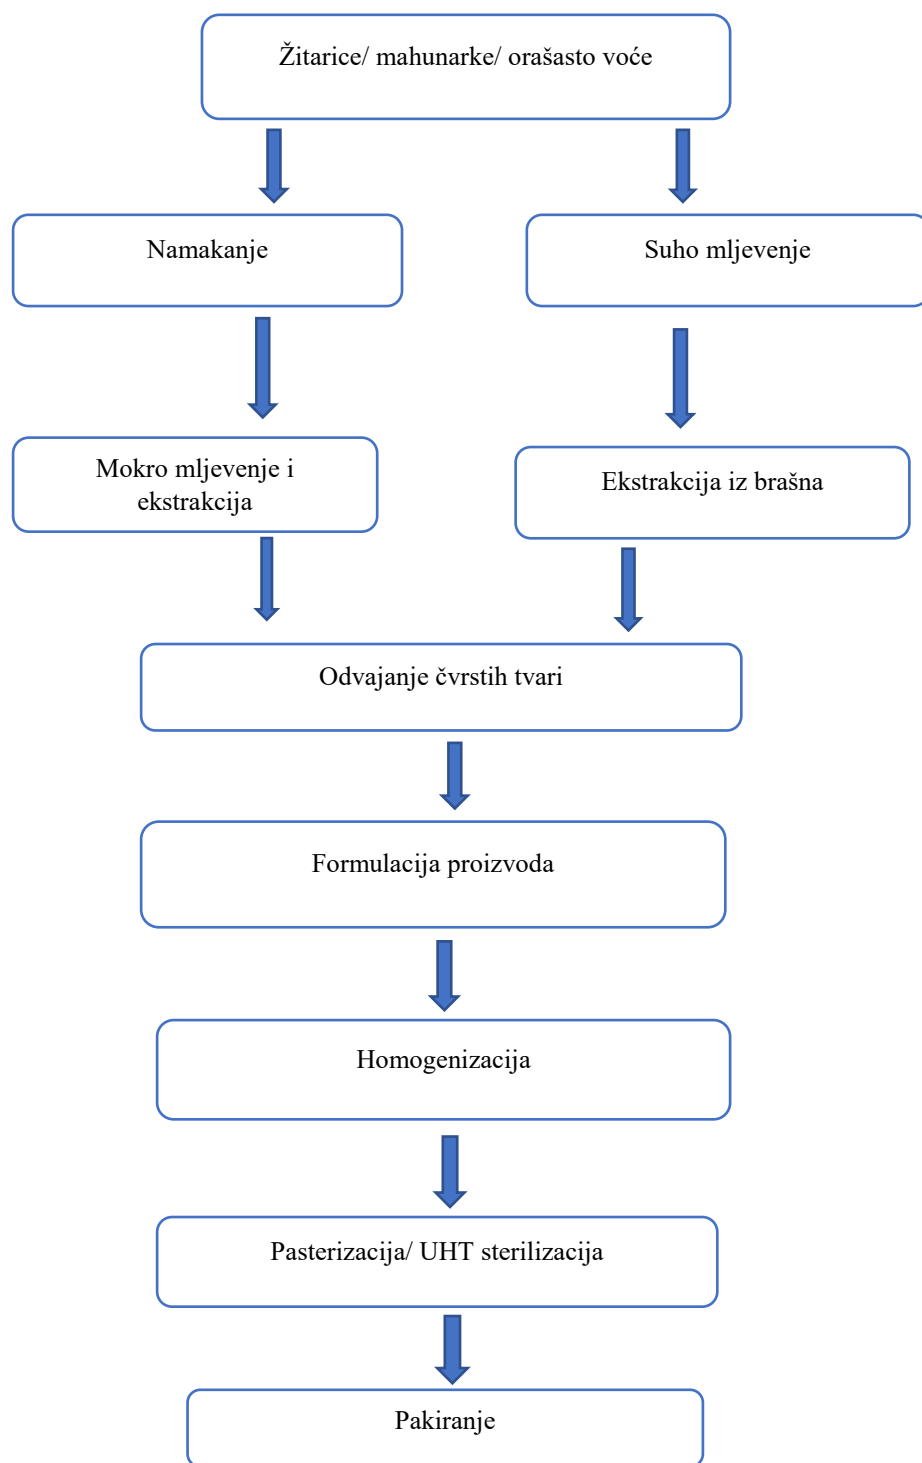 Žitarice/ mahunarke/ orašasto voće
Namakanje
Suho mljevenje
Mokro mljevenje i
ekstrakcija
Ekstrakcija iz brašna
Odvajanje čvrstih tvari
Formulacija proizvoda
Homogenizacija
Pasterizacija/ UHT sterilizacija
Pakiranje